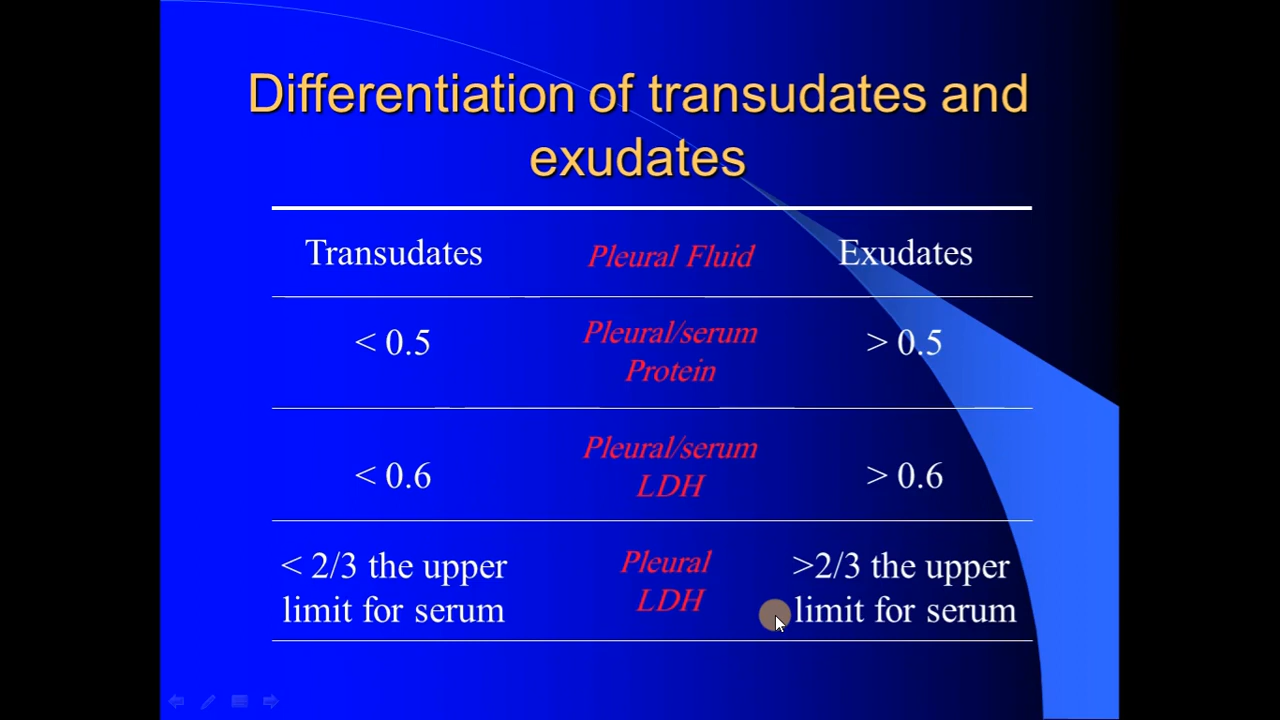 Differentiation of transudates and
exudates
Transudates
Pleural Fluid
Exudates
< 0.5
Pleural/serum
Protein
> 0.5
< 0.6
Pleural/serum
LDH
> 0.6
< 2/3 the upper
limit for serum
Pleural
LDH
>2/3 the upper
limit for serum